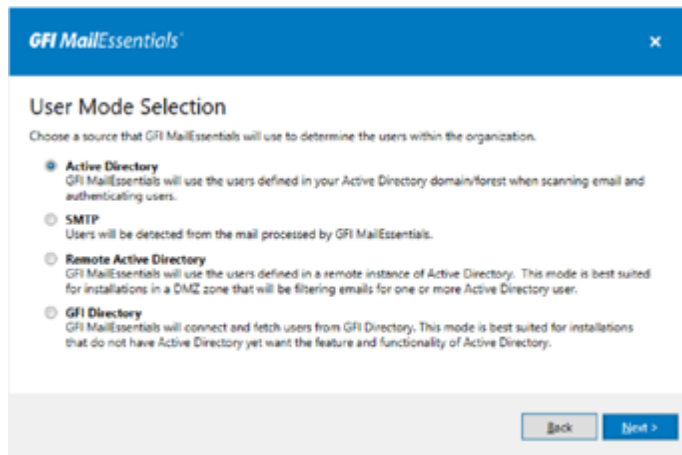 GFI MailEssentials
User Mode Selection
Choose a source that GFI MailEssentials will use to determine the users within the organization.
Active Directory
GFI MailEssentials will use the users defined in your Active Directory domain/forest when scanning email and
authenticating users.
SMTP
Users will be detected from the mail processed by GFI MailEssentials.
Remote Active Directory
GFI MailEssentials will use the users defined in a remote instance of Active Directory. This mode is best suited
for installations in a DMZ zone that will be filtering emails for one or more Active Directory user.
GFI Directory
GFI MailEssentials will connect and fetch users from GFI Directory. This mode is best suited for installations
that do not have Active Directory yet want the feature and functionality of Active Directory.
Back Next >